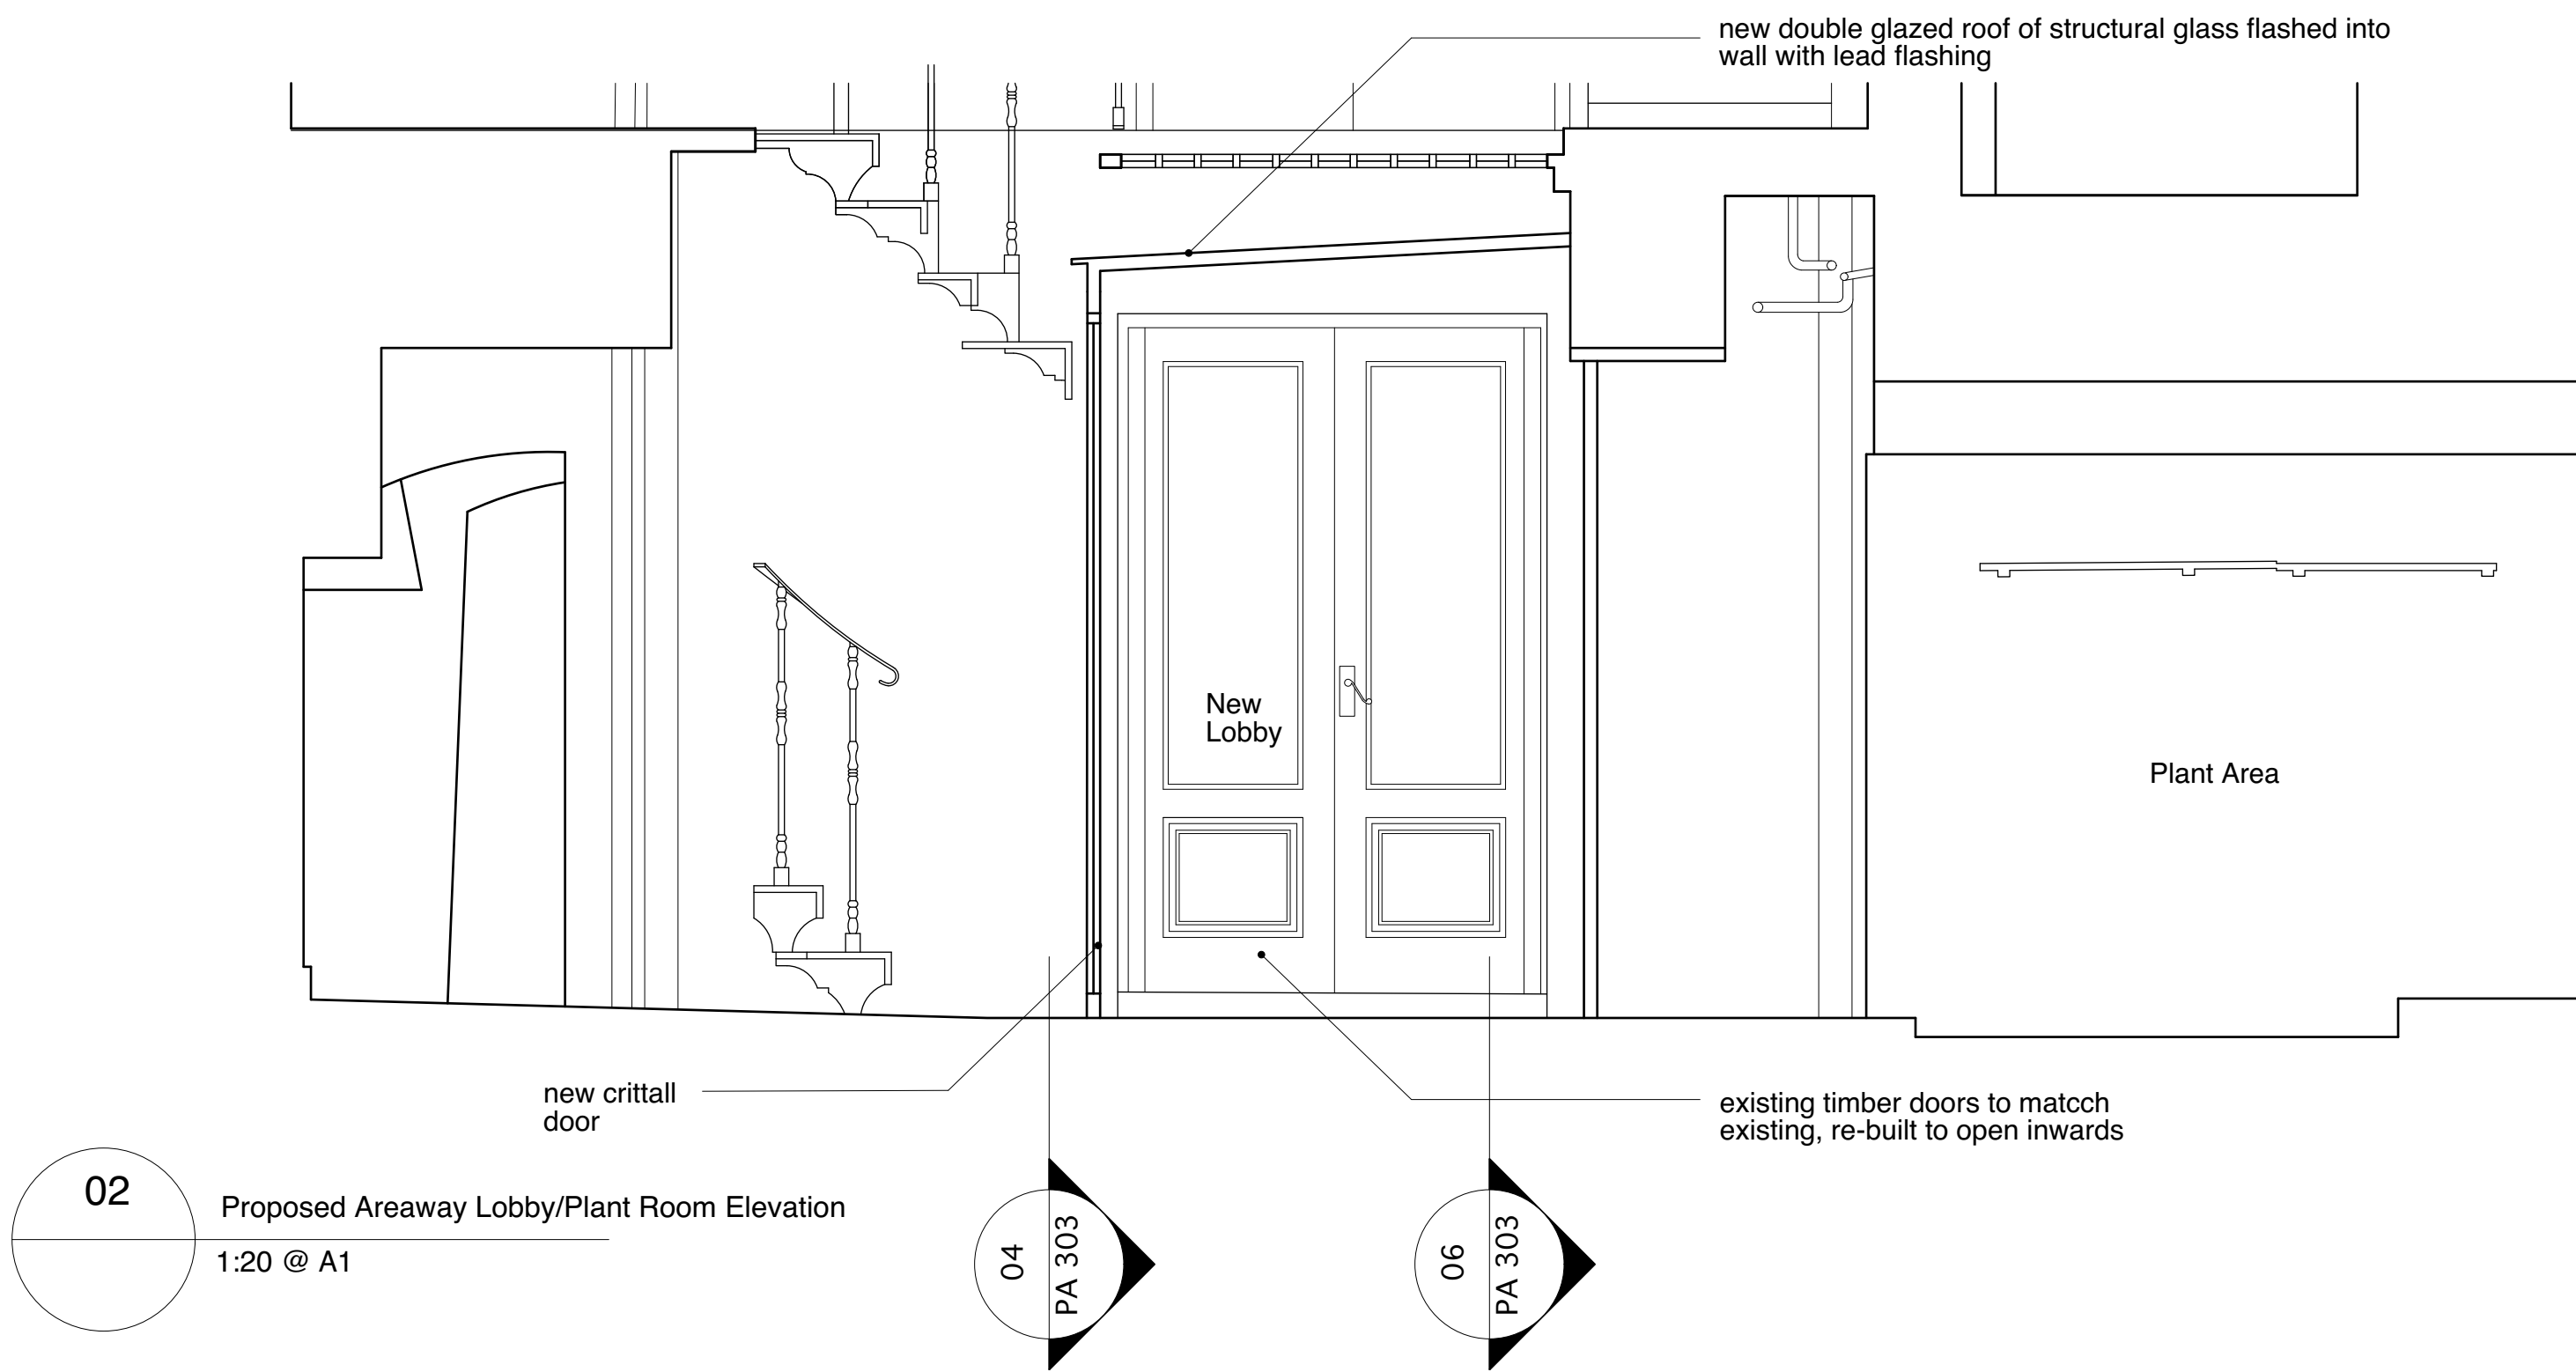 new double glazed roof of structural glass flashed into
wall with lead flashing
New
Lobby
Plant Area
new crittall
door
existing timber doors to matcch
existing, re-built to open inwards
02
Proposed Areaway Lobby/Plant Room Elevation
1:20 @ A1
04
PA 303
06
PA 303